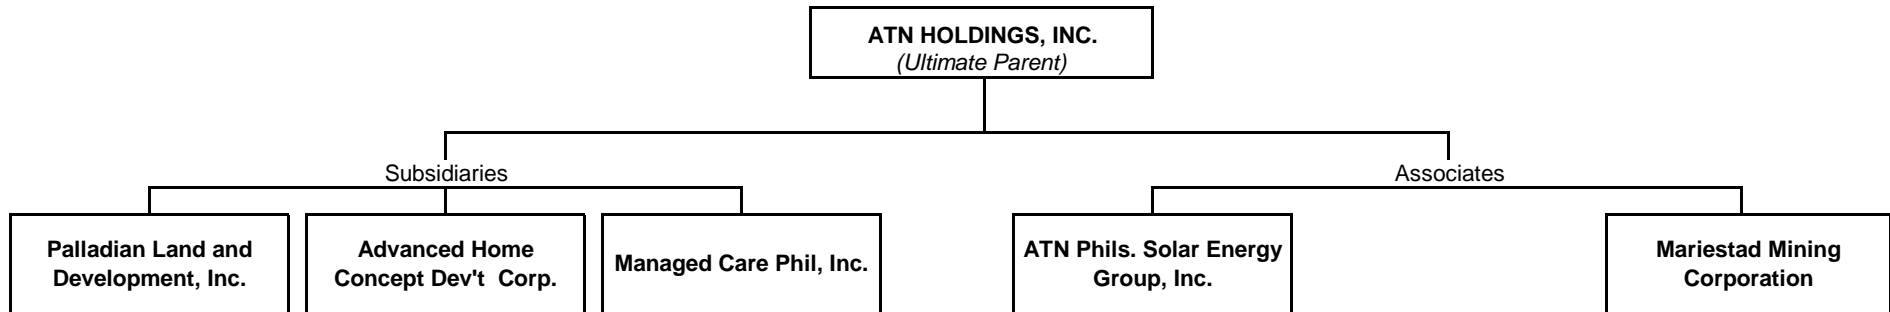 ATN HOLDINGS, INC.
(Ultimate Parent)
Subsidiaries
Associates
Palladian Land and
Development, Inc.
Advanced Home
Concept Dev't Corp.
Managed Care Phil, Inc.
ATN Phils. Solar Energy
Group, Inc.
Mariestad Mining
Corporation